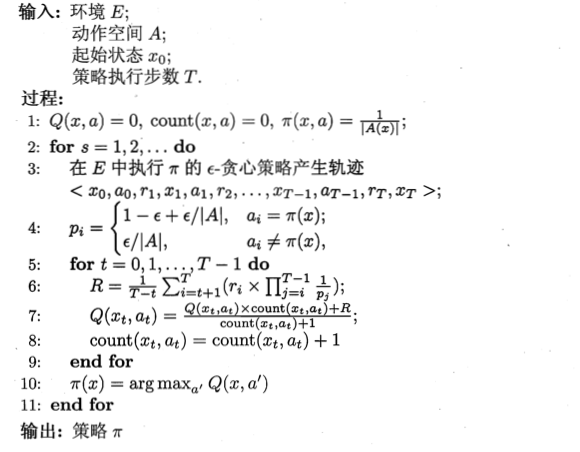 输入: 环境 E;
动作空间 A;
起始状态 x₀;
策略执行步数 T.
过程:
1: Q(x,a) = 0, count(x,a) = 0, π(x,a) = 1/|A(x)|;
2: for s = 1,2,... do
3: 在 E 中执行 π 的 ϵ-贪心策略产生轨迹
< x₀,a₀,r₁,x₁,a₁,r₂,...,x_{T−1},a_{T−1},r_T,x_T >;
4: p_i = { 1 − ϵ + ϵ/|A|, a_i = π(x);
ϵ/|A|, a_i ≠ π(x),
5: for t = 0,1,...,T − 1 do
6: R = 1/(T−t) ∑_{i=t+1}^{T} (r_i × ∏_{j=i}^{T−1} 1/p_j);
7: Q(x_t,a_t) = (Q(x_t,a_t)×count(x_t,a_t)+R)/(count(x_t,a_t)+1);
8: count(x_t,a_t) = count(x_t,a_t) + 1
9: end for
10: π(x) = arg max_{a'} Q(x,a')
11: end for
输出: 策略 π